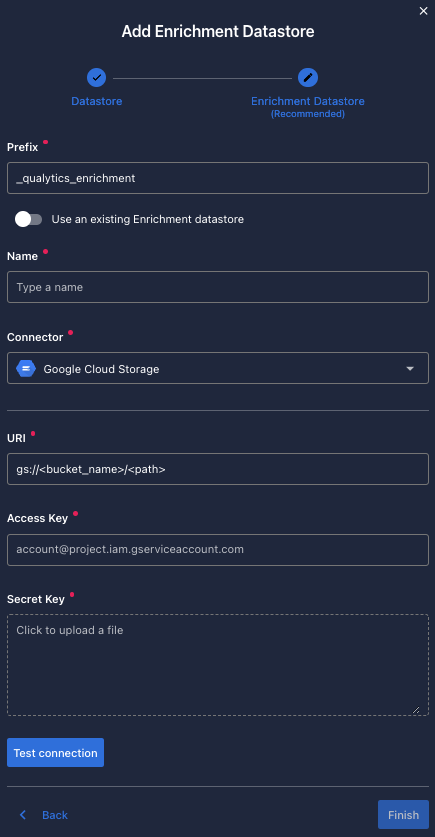 Add Enrichment Datastore
Datastore
Enrichment Datastore
(Recommended)
Prefix
_qualytics_enrichment
Use an existing Enrichment datastore
Name
Type a name
Connector
Google Cloud Storage
URI
gs://<bucket_name>/<path>
Access Key
account@project.iam.gserviceaccount.com
Secret Key
Click to upload a file
Test connection
Back
Finish